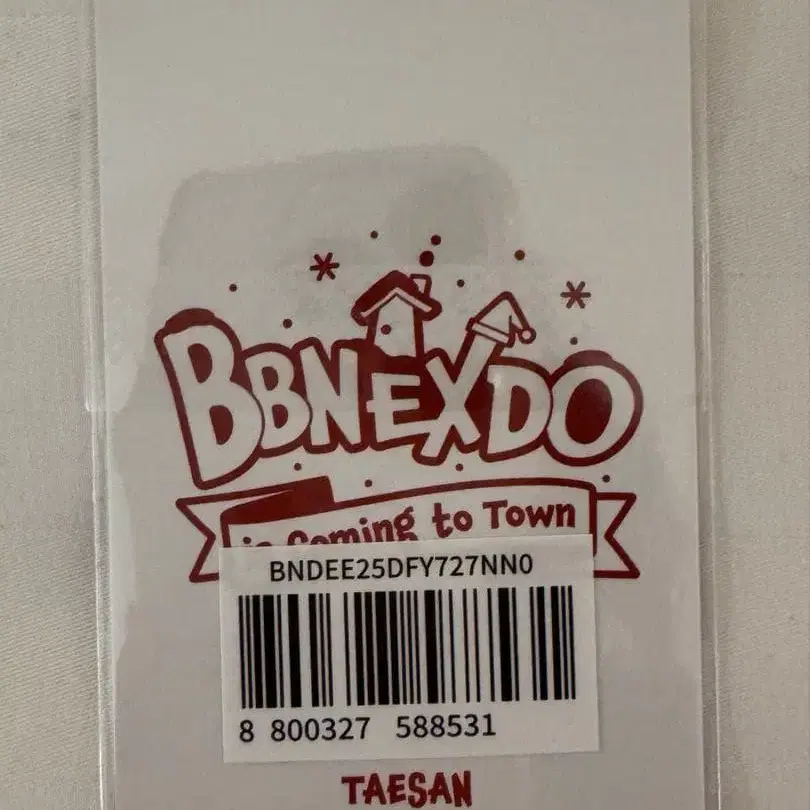 BBNEXDO
is Coming to Town
BNDEE25DFY727NN0
8 800327 588531
TAESAN